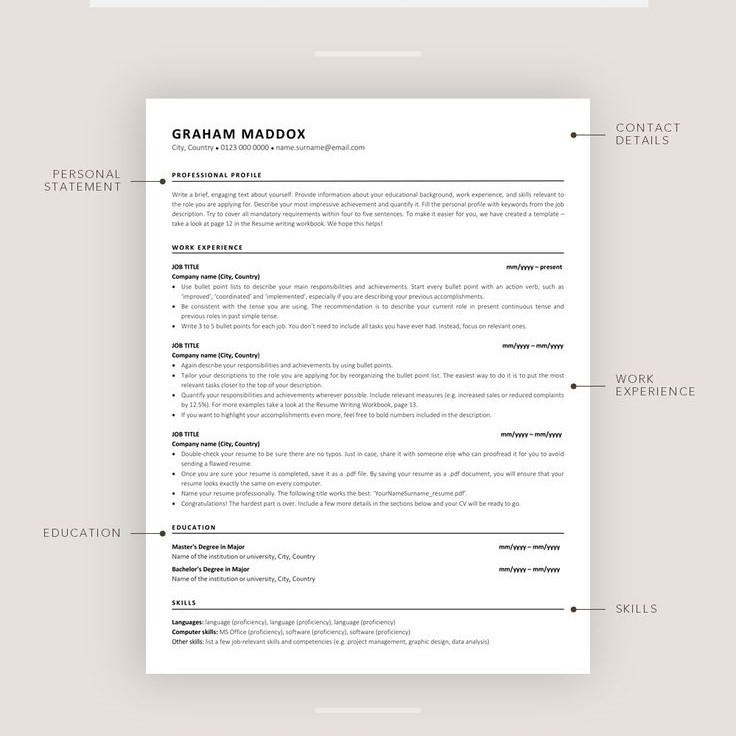 CONTACT
DETAILS
PERSONAL
STATEMENT
GRAHAM MADDOX
City, Country • 0123 000 0000 • name.surname@email.com
PROFESSIONAL PROFILE
Write a brief, engaging text about yourself. Provide information about your educational background, work experience, and skills relevant to
the role you are applying for. Describe your most impressive achievement and quantify it. Fill the personal profile with keywords from the job
description. Try to cover all mandatory requirements within four to five sentences. To make it easier for you, we have created a template –
take a look at page 12 in the Resume writing workbook. We hope this helps!
WORK EXPERIENCE
JOB TITLE mm/yyyy – present
Company name (City, Country)
• Use bullet point lists to describe your main responsibilities and achievements. Start every bullet point with an action verb, such as
'improved', 'coordinated' and 'implemented', especially if you are describing your previous accomplishments.
• Be consistent with the tense you are using. The recommendation is to describe your current role in present continuous tense and
previous roles in past simple tense.
• Write 3 to 5 bullet points for each job. You don't need to include all tasks you have ever had. Instead, focus on relevant ones.
JOB TITLE mm/yyyy – mm/yyyy
Company name (City, Country)
• Again describe your responsibilities and achievements by using bullet points.
• Tailor your descriptions to the role you are applying for by reorganizing the bullet point list. The easiest way to do it is to put the most
relevant tasks closer to the top of your description.
• Quantify your responsibilities and achievements wherever possible. Include relevant measures (e.g. increased sales or reduced complaints
by 12.5%). For more examples take a look at the Resume Writing Workbook, page 13.
• If you want to highlight your accomplishments even more, feel free to bold numbers included in the description.
WORK
EXPERIENCE
JOB TITLE mm/yyyy – mm/yyyy
Company name (City, Country)
• Double-check your resume to be sure there are no typos. Just in case, share it with someone else who can proofread it for you to avoid
sending a flawed resume.
• Once you are sure your resume is completed, save it as a .pdf file. By saving your resume as a .pdf document, you will ensure that your
resume looks exactly the same on every computer.
• Name your resume professionally. The following title works the best: 'YourNameSurname_resume.pdf'.
• Congratulations! The hardest part is over. Include a few more details in the sections below and your CV will be ready to go.
EDUCATION
EDUCATION
Master's Degree in Major mm/yyyy – mm/yyyy
Name of the institution or university, City, Country
Bachelor's Degree in Major mm/yyyy – mm/yyyy
Name of the institution or university, City, Country
SKILLS
SKILLS
Languages: language (proficiency), language (proficiency), language (proficiency)
Computer skills: MS Office (proficiency), software (proficiency), software (proficiency)
Other skills: list a few job-relevant skills and competencies (e.g. project management, graphic design, data analysis)